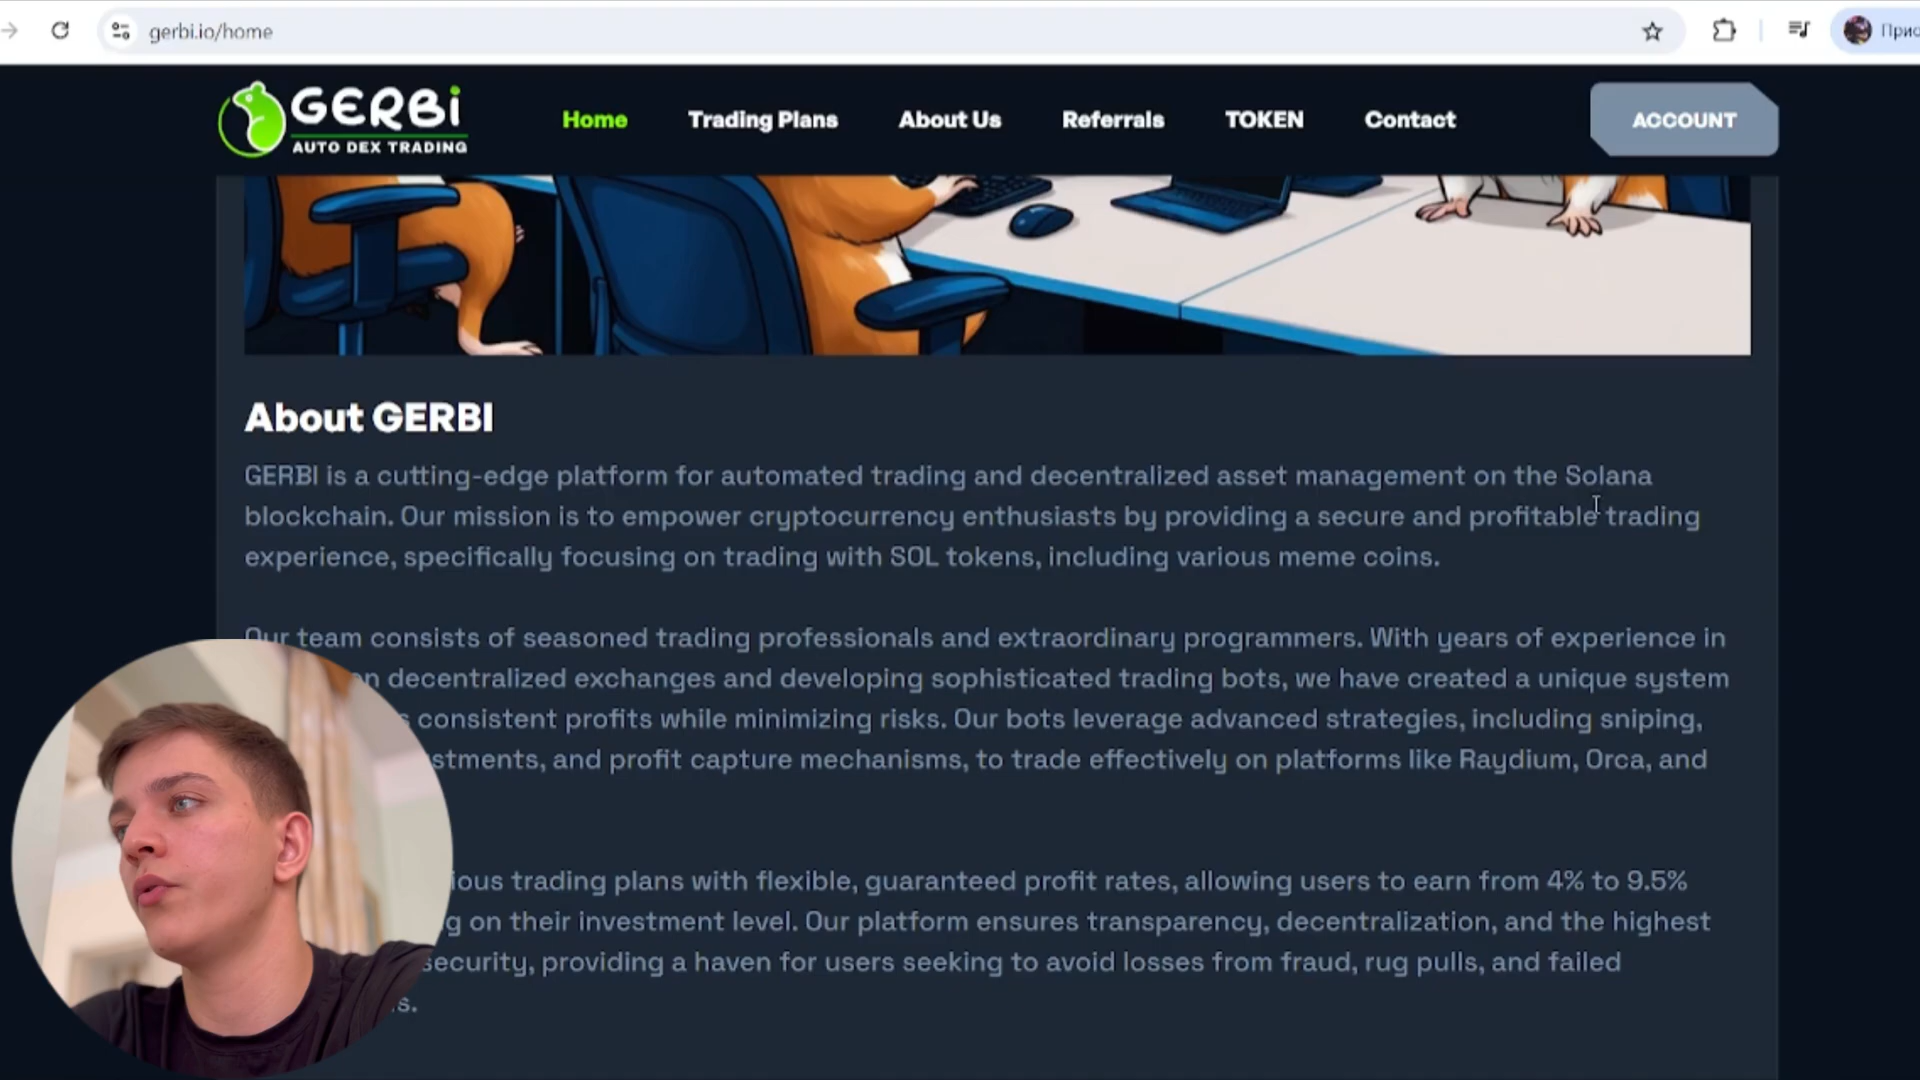 gerbi.io/home
GERBi
AUTO DEX TRADING
Home
Trading Plans
About Us
Referrals
TOKEN
Contact
ACCOUNT
About GERBI
GERBI is a cutting-edge platform for automated trading and decentralized asset management on the Solana
blockchain. Our mission is to empower cryptocurrency enthusiasts by providing a secure and profitable trading
experience, specifically focusing on trading with SOL tokens, including various meme coins.
Our team consists of seasoned trading professionals and extraordinary programmers. With years of experience in
decentralized exchanges and developing sophisticated trading bots, we have created a unique system
consistent profits while minimizing risks. Our bots leverage advanced strategies, including sniping,
and profit capture mechanisms, to trade effectively on platforms like Raydium, Orca, and
trading plans with flexible, guaranteed profit rates, allowing users to earn from 4% to 9.5%
on their investment level. Our platform ensures transparency, decentralization, and the highest
security, providing a haven for users seeking to avoid losses from fraud, rug pulls, and failed